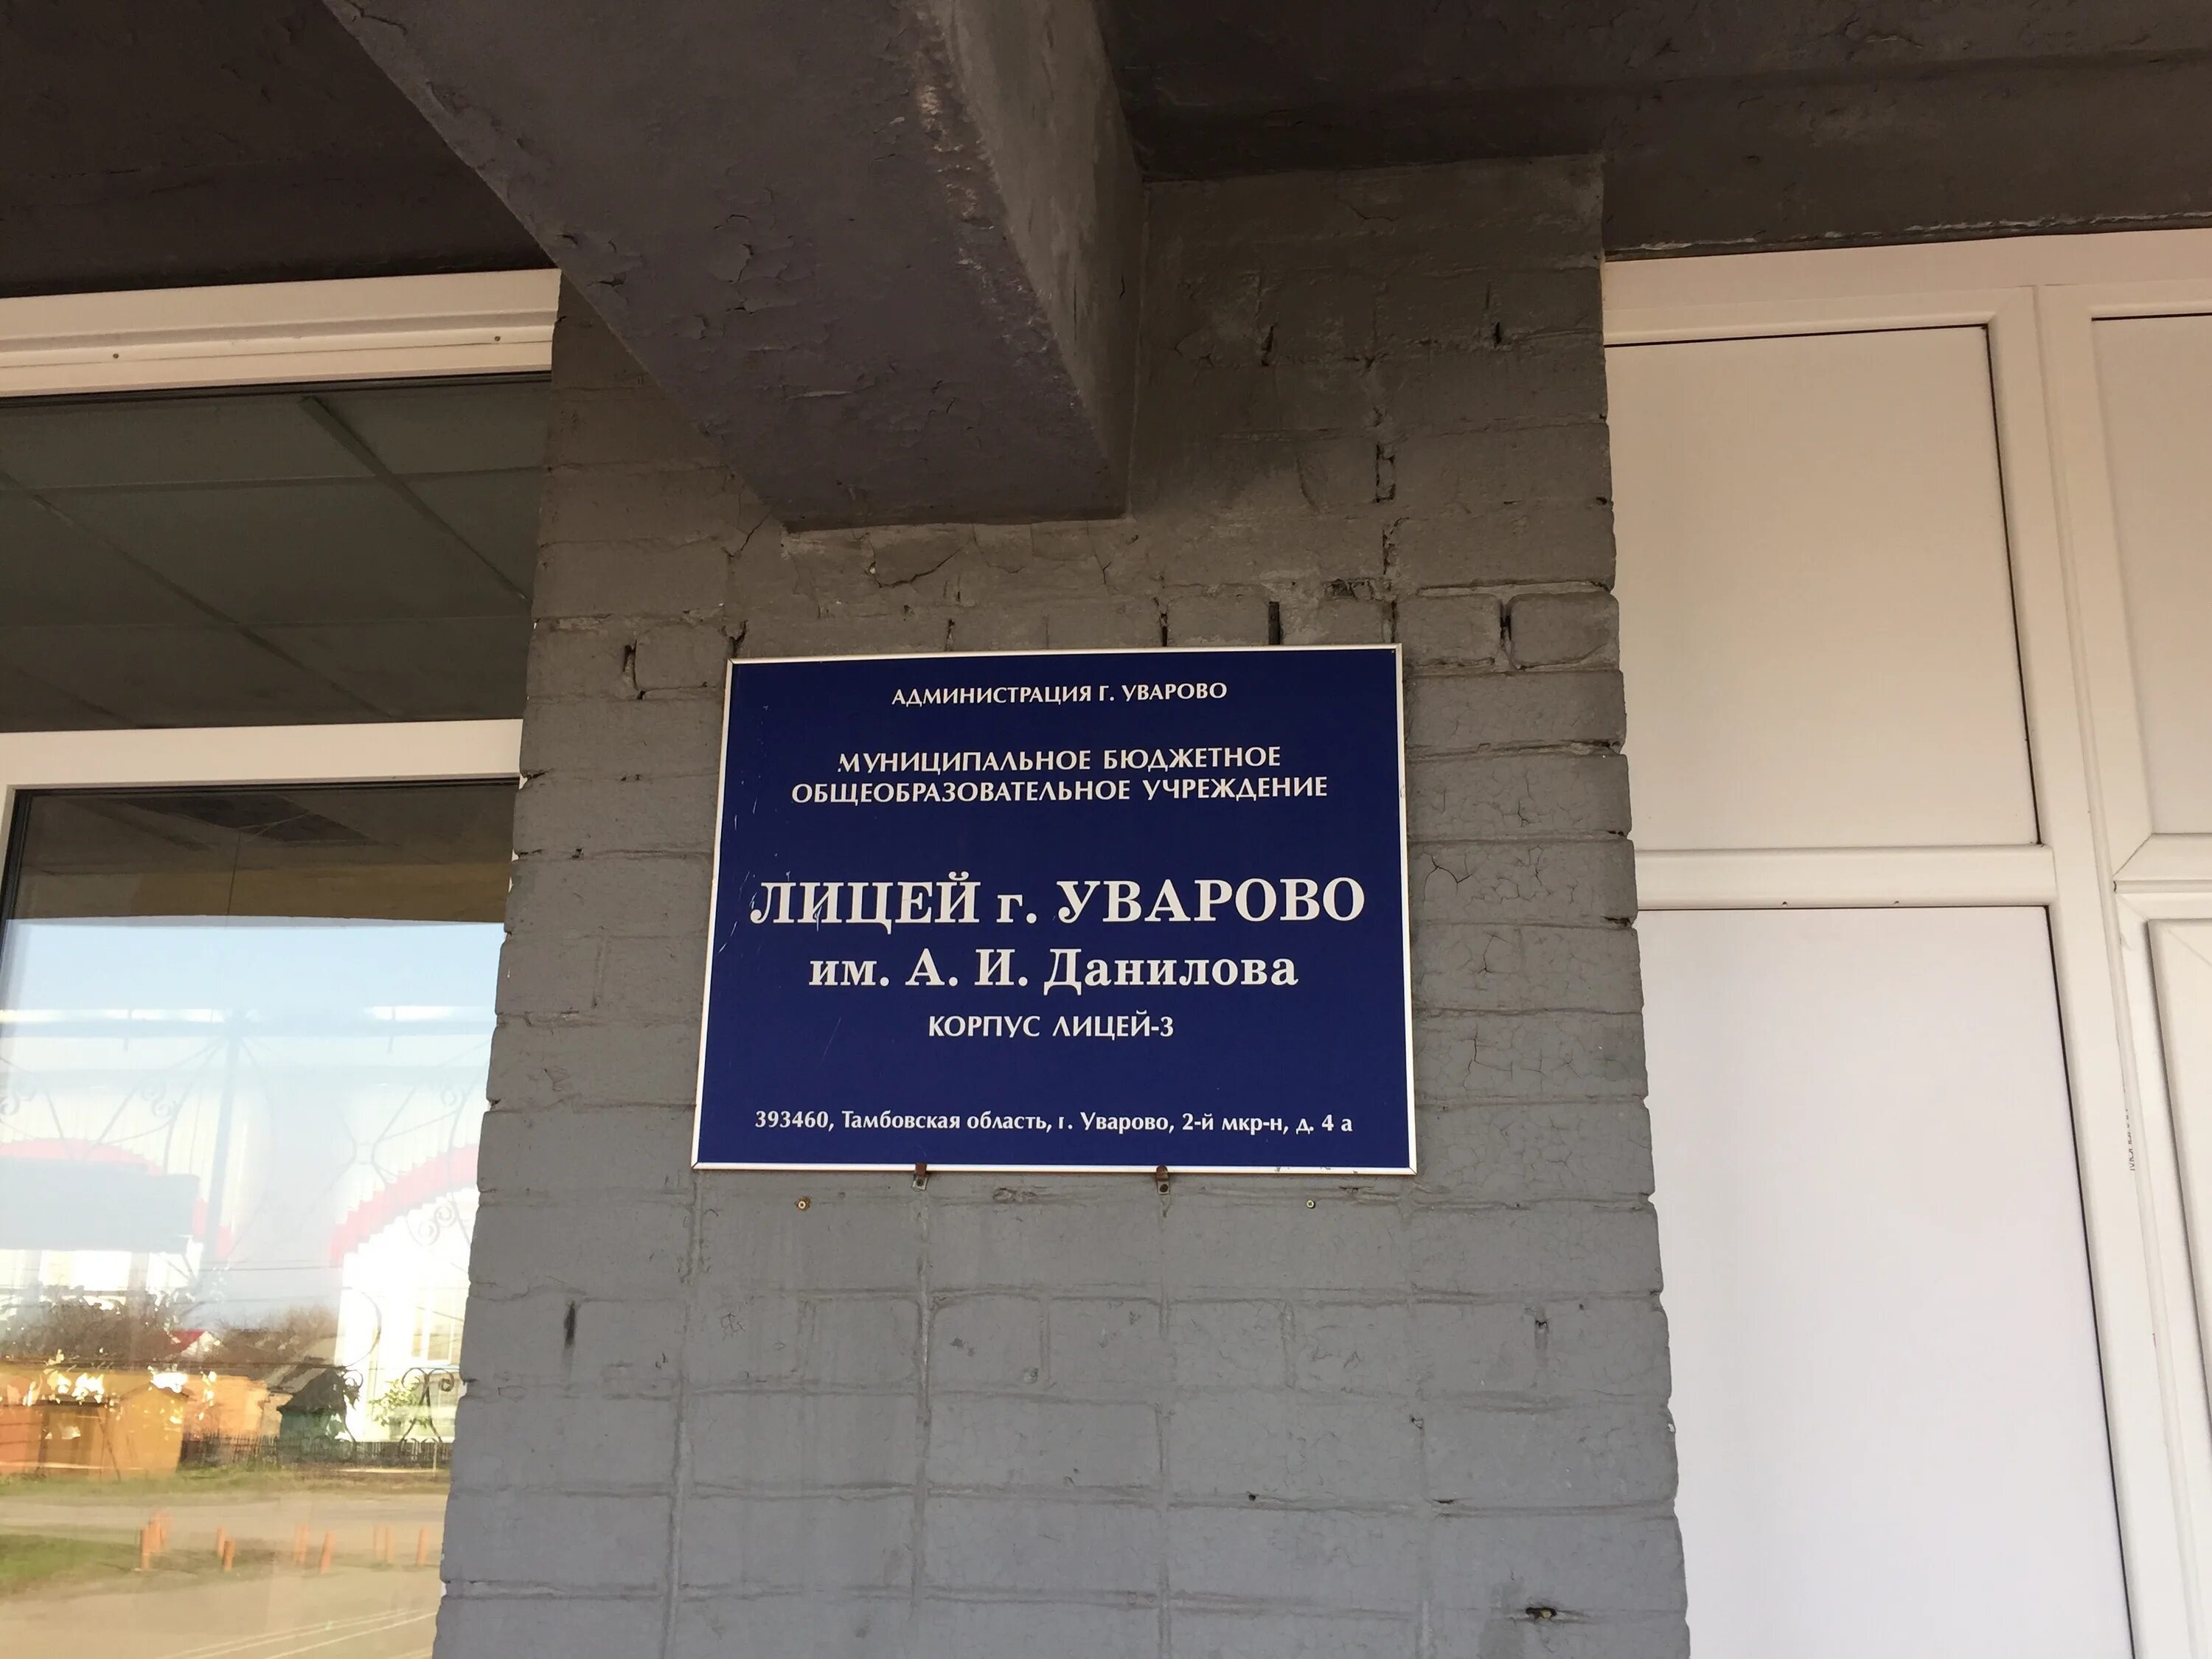 АДМИНИСТРАЦИЯ Г. УВАРОВО
МУНИЦИПАЛЬНОЕ БЮДЖЕТНОЕ
ОБЩЕОБРАЗОВАТЕЛЬНОЕ УЧРЕЖДЕНИЕ
ЛИЦЕЙ г. УВАРОВО
им. А. И. Данилова
КОРПУС ЛИЦЕЙ-3
393460, Тамбовская область, г. Уварово, 2-й мкр-н, д. 4 а